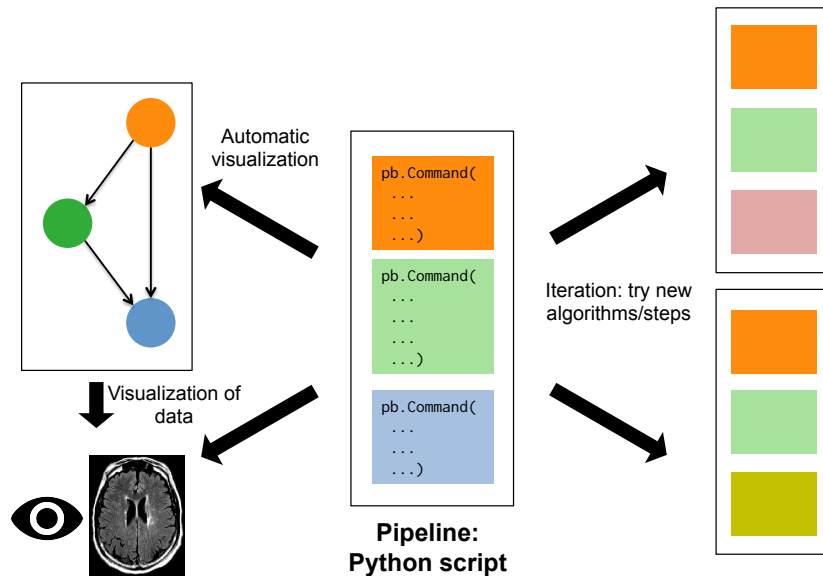 Automatic
visualization
Visualization of
data
pb.Command(
...
...
...)
pb.Command(
...
...
...
...)
pb.Command(
...
...
...)
Pipeline:
Python script
Iteration: try new
algorithms/steps